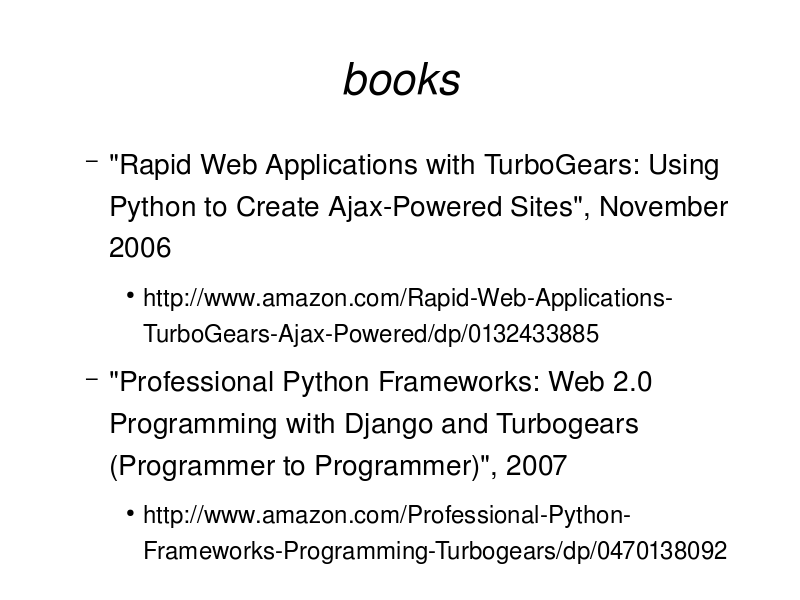 books
– "Rapid Web Applications with TurboGears: Using
Python to Create Ajax-Powered Sites", November
2006
• http://www.amazon.com/Rapid-Web-Applications-
TurboGears-Ajax-Powered/dp/0132433885
– "Professional Python Frameworks: Web 2.0
Programming with Django and Turbogears
(Programmer to Programmer)", 2007
• http://www.amazon.com/Professional-Python-
Frameworks-Programming-Turbogears/dp/0470138092